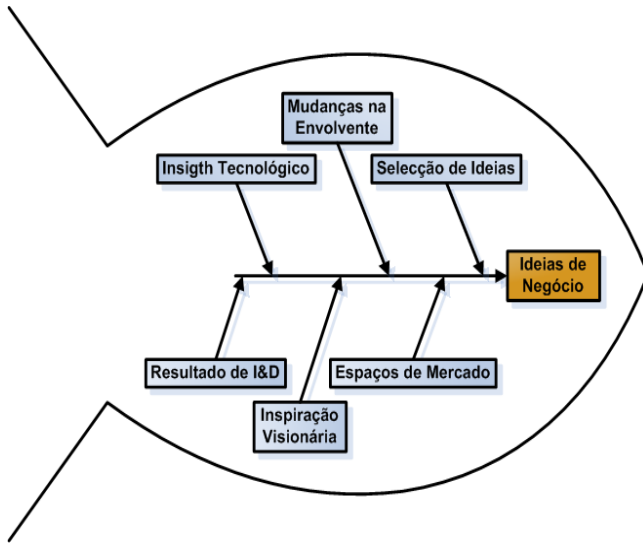 Mudanças na
Envolvente
Insigth Tecnológico
Selecção de Ideias
Ideias de
Negócio
Resultado de I&D
Espaços de Mercado
Inspiração
Visionária